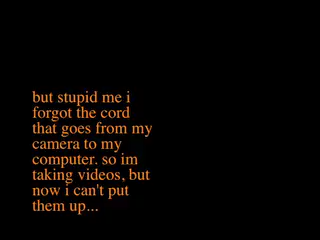 but stupid me i
forgot the cord
that goes from my
camera to my
computer. so im
taking videos, but
now i can't put
them up...